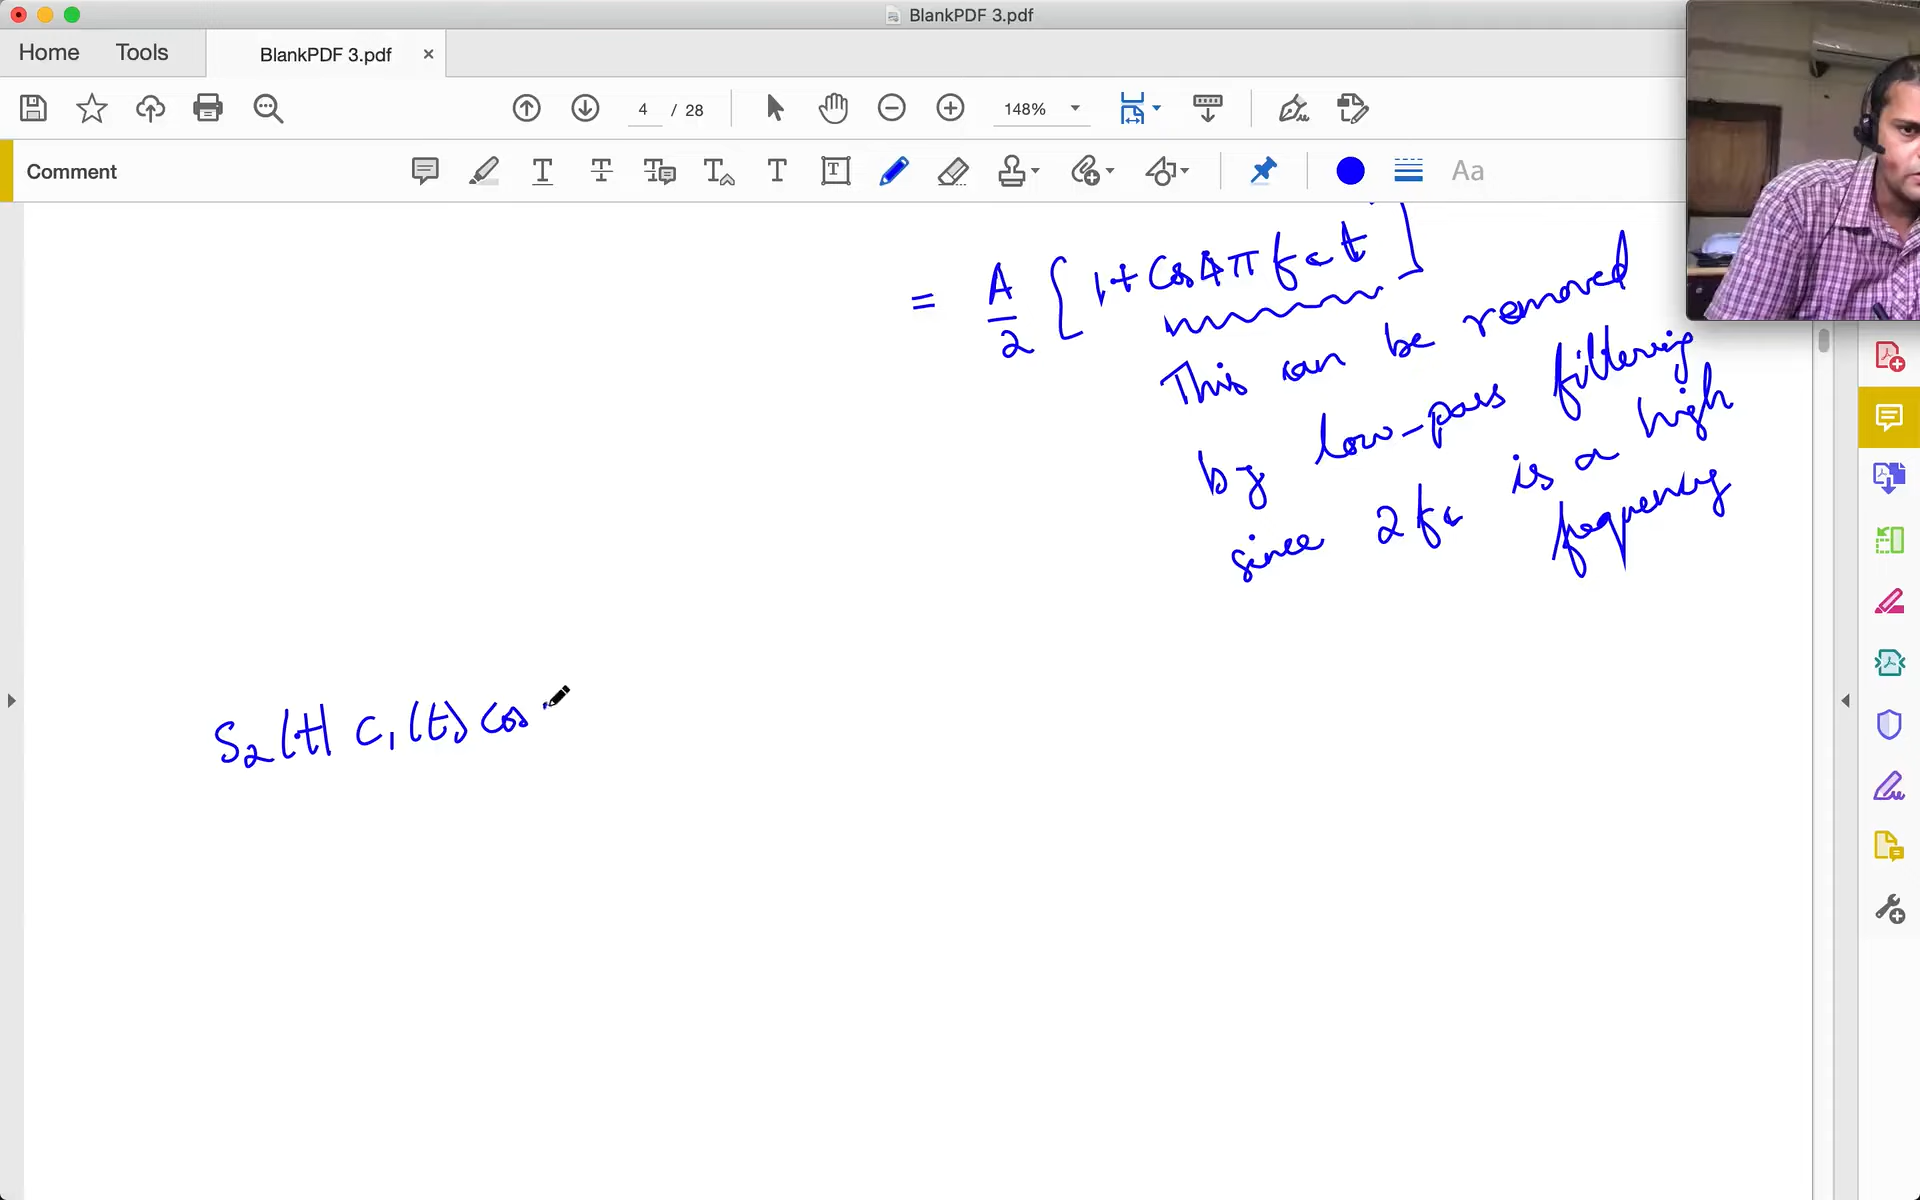 BlankPDF 3.pdf
Home Tools BlankPDF 3.pdf ×
4 / 28 148%
Comment Aa
= A/2 [1+ Cos4πfct]
This can be removed
by low-pass filtering
since 2fc is a high
frequency
S2(t) C1(t) Cos